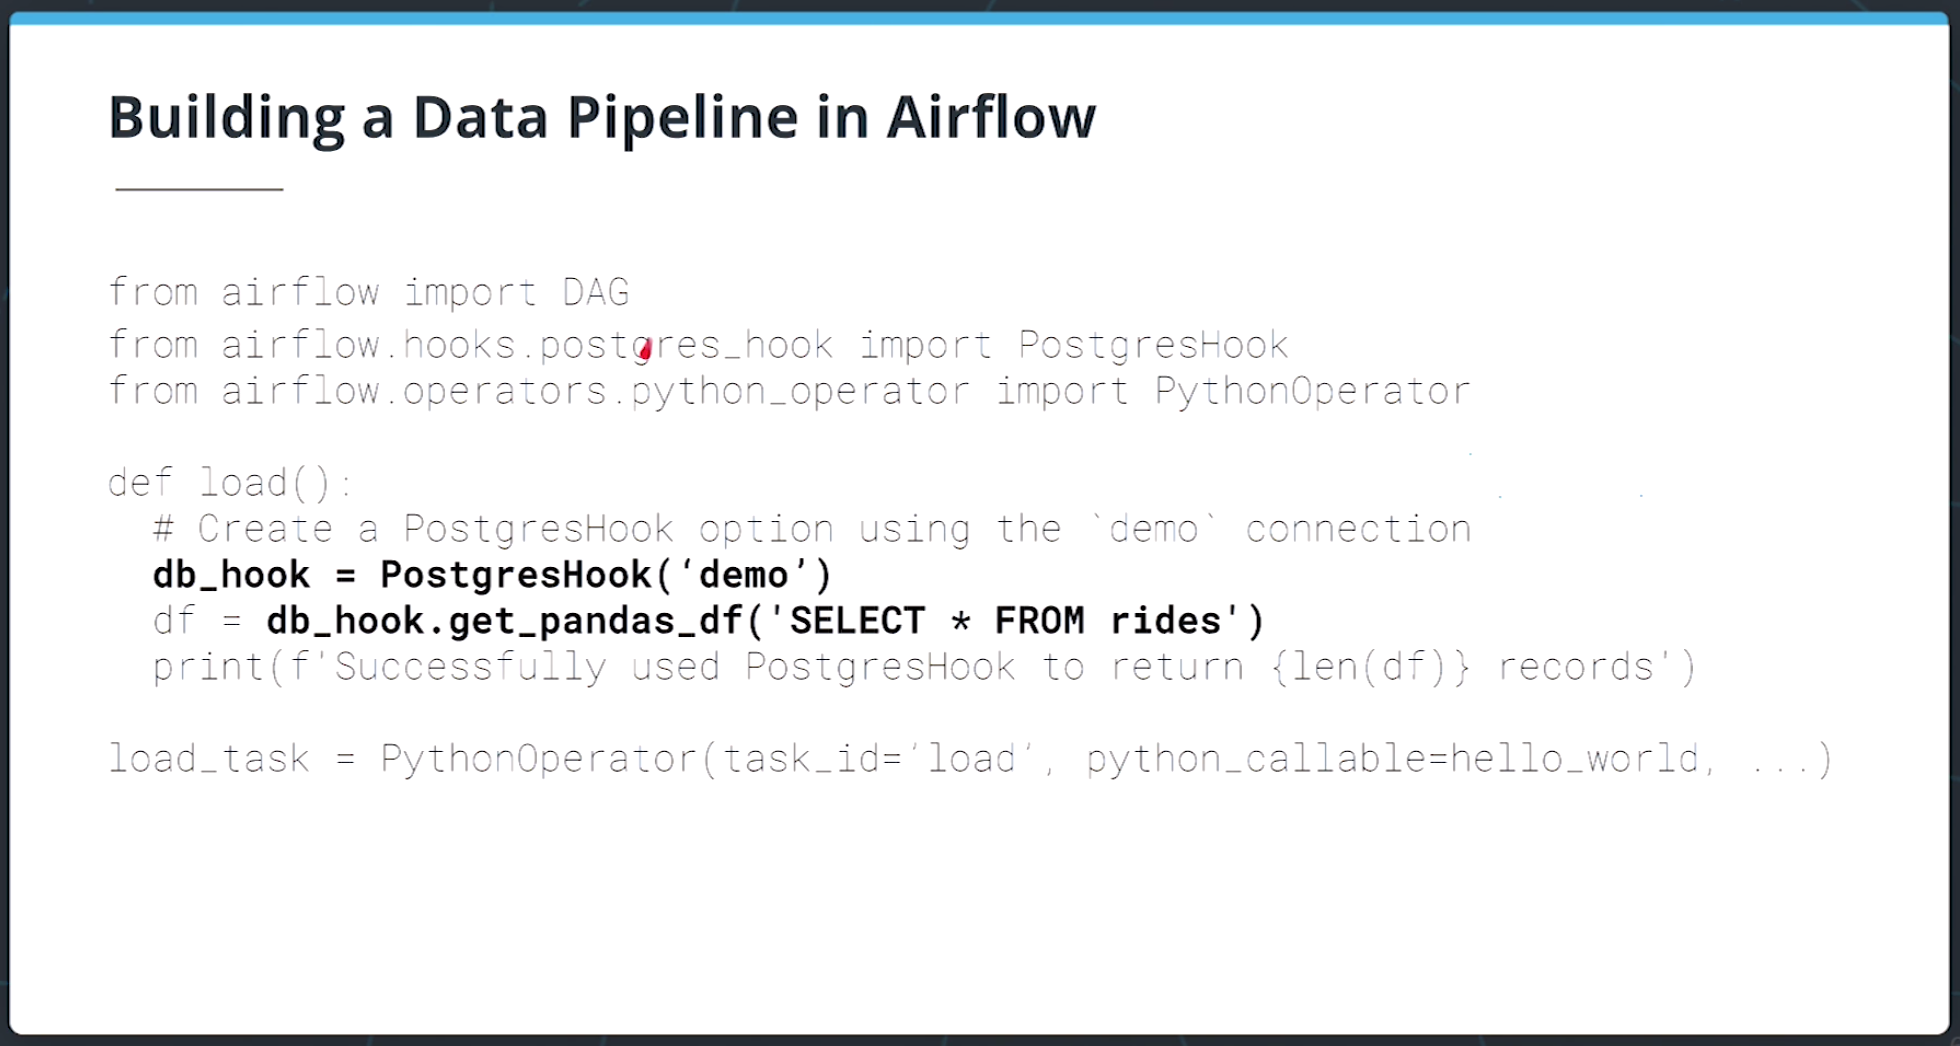 Building a Data Pipeline in Airflow
from airflow import DAG
from airflow.hooks.postgres_hook import PostgresHook
from airflow.operators.python_operator import PythonOperator
def load():
# Create a PostgresHook option using the `demo` connection
db_hook = PostgresHook(‘demo’)
df = db_hook.get_pandas_df('SELECT * FROM rides')
print(f'Successfully used PostgresHook to return {len(df)} records')
load_task = PythonOperator(task_id=‘load’, python_callable=hello_world, ...)